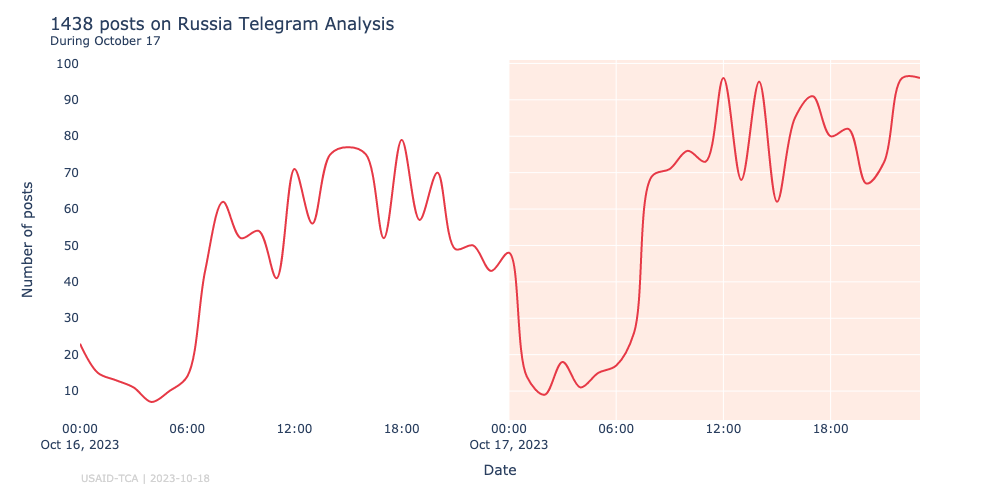 1438 posts on Russia Telegram Analysis
During October 17
100
90
80
70
60
50
40
30
20
10
Number of posts
00:00 06:00 12:00 18:00 00:00 06:00 12:00 18:00
Oct 16, 2023 Oct 17, 2023
Date
USAID-TCA | 2023-10-18